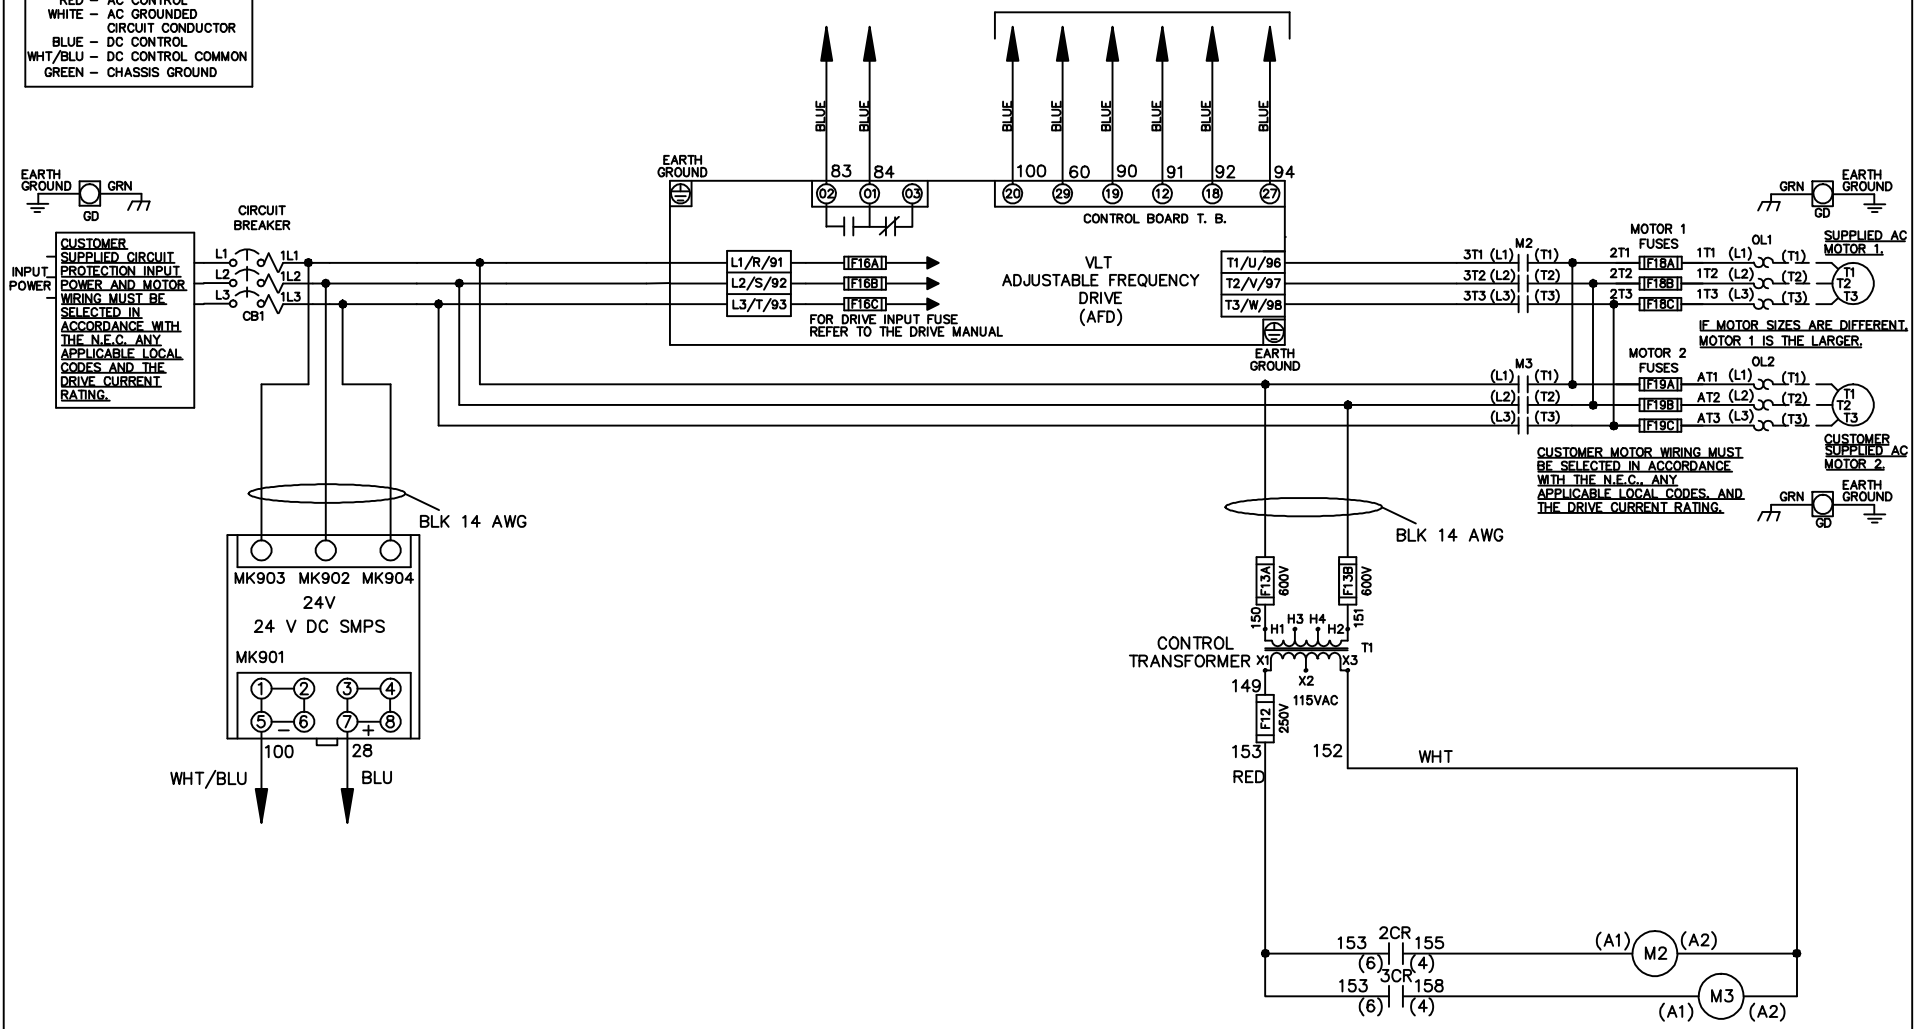 RED – AC CONTROL
WHITE – AC GROUNDED
CIRCUIT CONDUCTOR
BLUE – DC CONTROL
WHT/BLU – DC CONTROL COMMON
GREEN – CHASSIS GROUND
BLUE
BLUE
BLUE
BLUE
BLUE
BLUE
BLUE
BLUE
EARTH
GROUND
GRN
GD
EARTH
GROUND
83
84
02
01
03
100
60
90
91
92
94
20
29
19
12
18
27
CONTROL BOARD T. B.
CIRCUIT
BREAKER
INPUT
POWER
CUSTOMER
SUPPLIED CIRCUIT
PROTECTION INPUT
POWER AND MOTOR
WIRING MUST BE
SELECTED IN
ACCORDANCE WITH
THE N.E.C. ANY
APPLICABLE LOCAL
CODES AND THE
DRIVE CURRENT
RATING.
L1
L2
L3
1L1
1L2
1L3
CB1
L1/R/91
L2/S/92
L3/T/93
F16A
F16B
F16C
FOR DRIVE INPUT FUSE
REFER TO THE DRIVE MANUAL
VLT
ADJUSTABLE FREQUENCY
DRIVE
(AFD)
T1/U/96
T2/V/97
T3/W/98
EARTH
GROUND
M2
3T1 (L1) (T1)
3T2 (L2) (T2)
3T3 (L3) (T3)
MOTOR 1
FUSES
2T1 F18A 1T1 (L1) (T1)
2T2 F18B 1T2 (L2) (T2)
2T3 F18C 1T3 (L3) (T3)
OL1
GRN
EARTH
GROUND
GD
SUPPLIED AC
MOTOR 1.
T1
T2
T3
IF MOTOR SIZES ARE DIFFERENT,
MOTOR 1 IS THE LARGER.
M3
(L1) (T1)
(L2) (T2)
(L3) (T3)
MOTOR 2
FUSES
OL2
F19A AT1 (L1) (T1)
F19B AT2 (L2) (T2)
F19C AT3 (L3) (T3)
T1
T2
T3
CUSTOMER
SUPPLIED AC
MOTOR 2.
CUSTOMER MOTOR WIRING MUST
BE SELECTED IN ACCORDANCE
WITH THE N.E.C., ANY
APPLICABLE LOCAL CODES, AND
THE DRIVE CURRENT RATING.
GRN
EARTH
GROUND
GD
BLK 14 AWG
MK903 MK902 MK904
24V
24 V DC SMPS
MK901
1 2 3 4
5 6 7 8
– +
100
28
WHT/BLU
BLU
BLK 14 AWG
F13A
600V
F13B
600V
150
151
H1 H3 H4 H2
T1
CONTROL
TRANSFORMER
X1
X3
X2
115VAC
149
F12
250V
153
RED
152
WHT
153 2CR 155
(6) (4)
(A1) M2 (A2)
153 3CR 158
(6) (4)
(A1) M3 (A2)